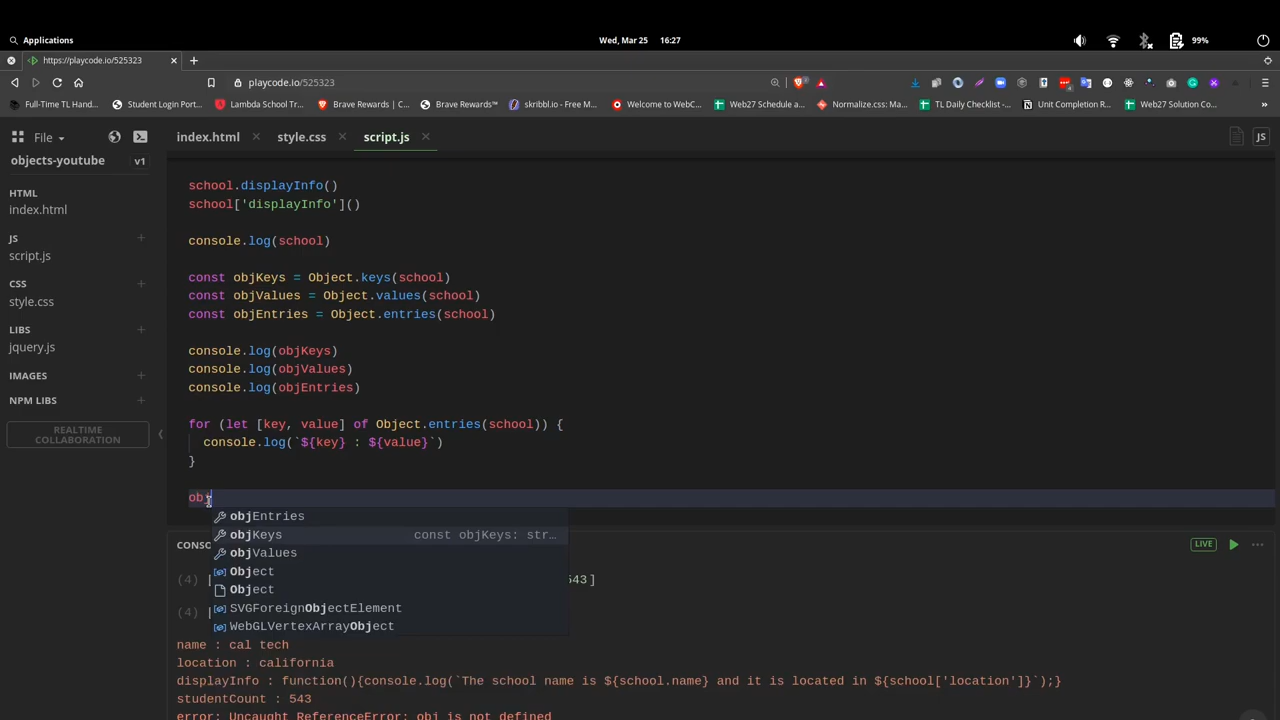 Applications
Wed, Mar 25 16:27
99%
https://playcode.io/525323
playcode.io/525323
Full-Time TL Hand...
Student Login Port...
Lambda School Tr...
Brave Rewards | C...
Brave Rewards™
skribbl.io - Free M...
Welcome to WebC...
Web27 Schedule a...
Normalize.css: Ma...
TL Daily Checklist -...
Unit Completion R...
Web27 Solution Co...
File
index.html
style.css
script.js
JS
objects-youtube
v1
HTML
index.html
JS
script.js
CSS
style.css
LIBS
jquery.js
IMAGES
NPM LIBS
REALTIME
COLLABORATION
school.displayInfo()
school['displayInfo']()
console.log(school)
const objKeys = Object.keys(school)
const objValues = Object.values(school)
const objEntries = Object.entries(school)
console.log(objKeys)
console.log(objValues)
console.log(objEntries)
for (let [key, value] of Object.entries(school)) {
console.log(`${key} : ${value}`)
}
obj
objEntries
objKeys const objKeys: str...
objValues
Object
Object
SVGForeignObjectElement
WebGLVertexArrayObject
CONSO
LIVE
(4) [ 543]
(4) [
name : cal tech
location : california
displayInfo : function(){console.log(`The school name is ${school.name} and it is located in ${school['location']}`);}
studentCount : 543
error: Uncaught ReferenceError: obj is not defined